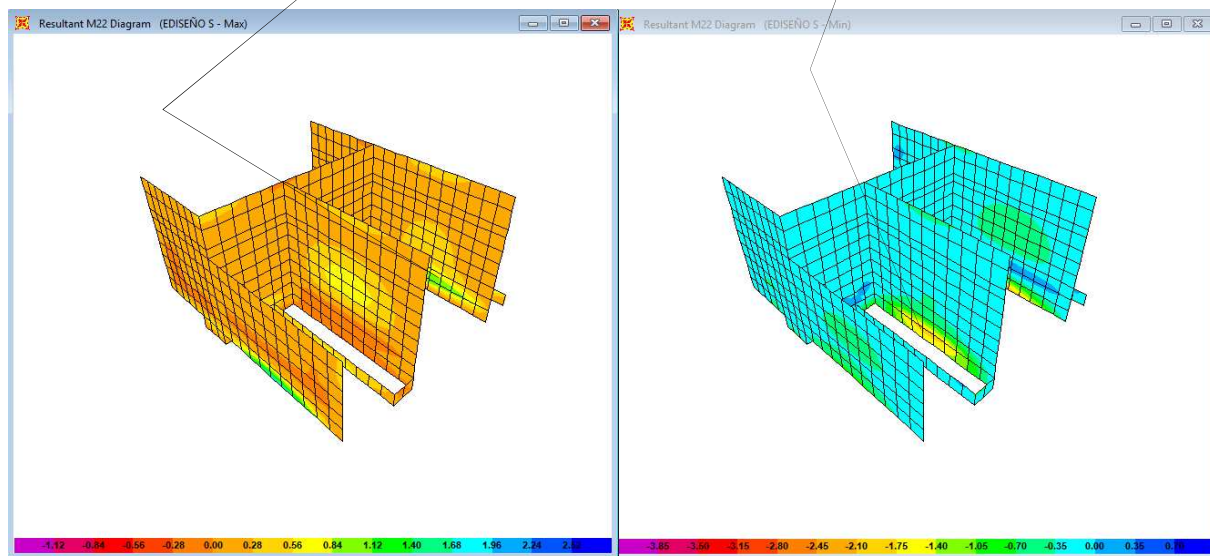 Resultant M22 Diagram (EDISEÑO S - Max)
Resultant M22 Diagram (EDISEÑO S - Min)
-1.12 -0.84 -0.56 -0.28 0.00 0.28 0.56 0.84 1.12 1.40 1.68 1.96 2.24
-3.85 -3.50 -3.15 -2.80 -2.45 -2.10 -1.75 -1.40 -1.05 -0.70 -0.35 0.00 0.35